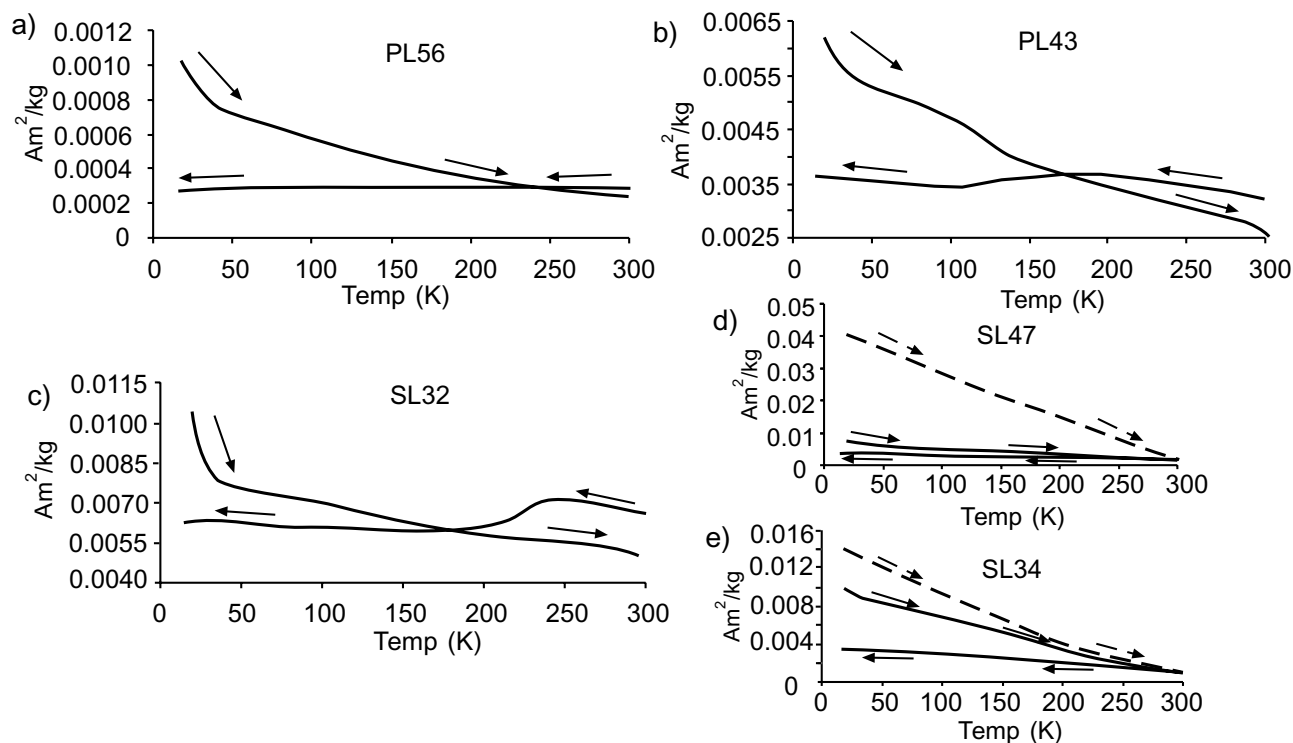 a)
PL56
Am²/kg
0.0012
0.0010
0.0008
0.0006
0.0004
0.0002
0
0 50 100 150 200 250 300
Temp (K)
b)
PL43
Am²/kg
0.0065
0.0055
0.0045
0.0035
0.0025
0 50 100 150 200 250 300
Temp (K)
c)
SL32
Am²/kg
0.0115
0.0100
0.0085
0.0070
0.0055
0.0040
0 50 100 150 200 250 300
Temp (K)
d)
SL47
Am²/kg
0.05
0.04
0.03
0.02
0.01
0
0 50 100 150 200 250 300
e)
SL34
Am²/kg
0.016
0.012
0.008
0.004
0
0 50 100 150 200 250 300
Temp (K)